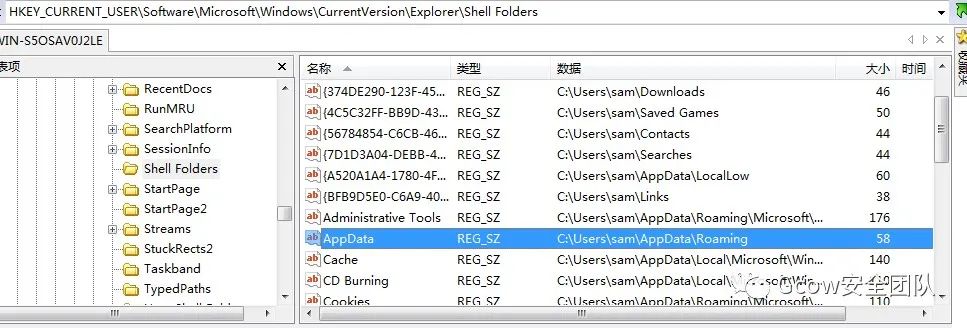 HKEY_CURRENT_USER\Software\Microsoft\Windows\CurrentVersion\Explorer\Shell Folders
WIN-S5OSAV0J2LE
收藏夹
表项
RecentDocs
RunMRU
SearchPlatform
SessionInfo
Shell Folders
StartPage
StartPage2
Streams
StuckRects2
Taskband
TypedPaths
名称 类型 数据 大小 时间
{374DE290-123F-45... REG_SZ C:\Users\sam\Downloads 46
{4C5C32FF-BB9D-43... REG_SZ C:\Users\sam\Saved Games 50
{56784854-C6CB-46... REG_SZ C:\Users\sam\Contacts 44
{7D1D3A04-DEBB-4... REG_SZ C:\Users\sam\Searches 44
{A520A1A4-1780-4F... REG_SZ C:\Users\sam\AppData\LocalLow 60
{BFB9D5E0-C6A9-40... REG_SZ C:\Users\sam\Links 38
Administrative Tools REG_SZ C:\Users\sam\AppData\Roaming\Microsoft\... 176
AppData REG_SZ C:\Users\sam\AppData\Roaming 58
Cache REG_SZ C:\Users\sam\AppData\Local\Microsoft\Win... 140
CD Burning REG_SZ C:\Users\sam\AppData\Local\Microsoft\Win...
Cookies REG_SZ C:\Users\sam\AppData\Roaming\Microsoft\... 110
Gcow安全团队